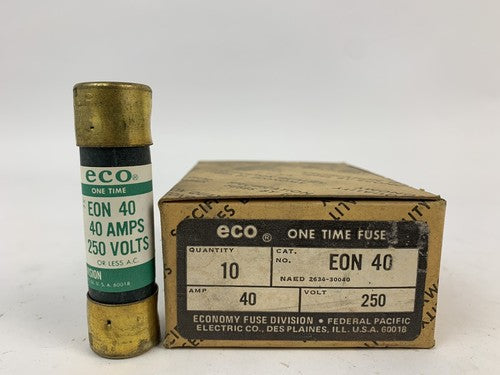 eco®
ONE TIME
EON 40
40 AMPS
250 VOLTS
OR LESS A.C.
U.S.A. 60018
eco® ONE TIME FUSE
QUANTITY
10
CAT. NO.
EON 40
NAED 2636-30040
AMP
40
VOLT
250
ECONOMY FUSE DIVISION • FEDERAL PACIFIC
ELECTRIC CO., DES PLAINES, ILL. U.S.A. 60018